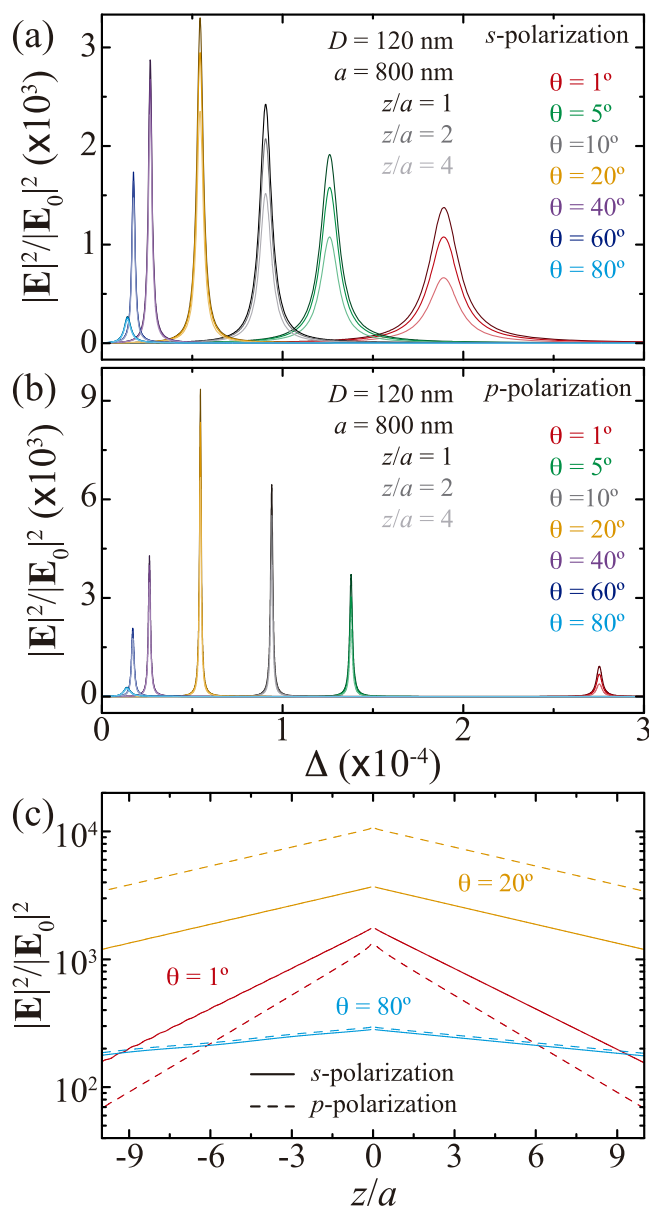 (a)
D = 120 nm
s-polarization
a = 800 nm
z/a = 1
z/a = 2
z/a = 4
θ = 1º
θ = 5º
θ =10º
θ = 20º
θ = 40º
θ = 60º
θ = 80º
|E|²/|E₀|² (x10³)
3
2
1
0
(b)
D = 120 nm
p-polarization
a = 800 nm
z/a = 1
z/a = 2
z/a = 4
θ = 1º
θ = 5º
θ =10º
θ = 20º
θ = 40º
θ = 60º
θ = 80º
|E|²/|E₀|² (x10³)
9
6
3
0
0 1 2 3
Δ (x10⁻⁴)
(c)
|E|²/|E₀|²
10⁴
10³
10²
θ = 20º
θ = 1º
θ = 80º
s-polarization
p-polarization
-9 -6 -3 0 3 6 9
z/a